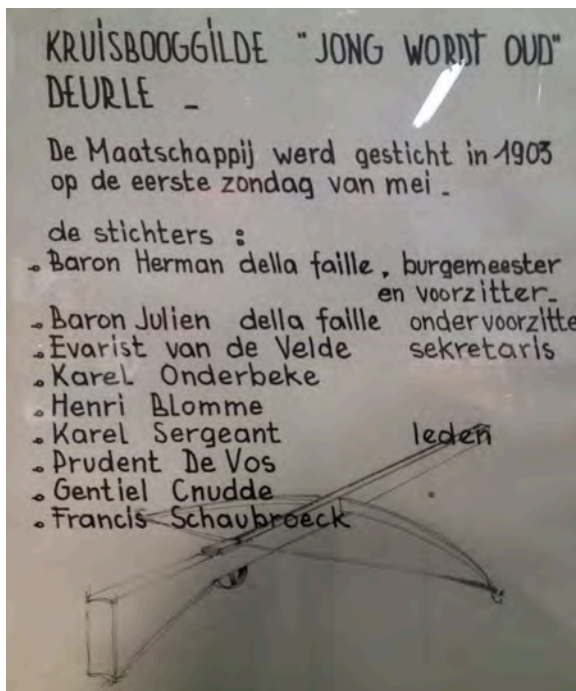 KRUISBOOGGILDE "JONG WORDT OUD"
DEURLE _
De Maatschappij werd gesticht in 1903
op de eerste zondag van mei _
de stichters :
. Baron Herman della faille , burgemeester
en voorzitter_
. Baron Julien della faille ondervoorzitte
. Evarist van de Velde sekretaris
. Karel Onderbeke
. Henri Blomme
. Karel Sergeant leden
. Prudent De Vos
. Gentiel Cnudde
. Francis Schaubroeck